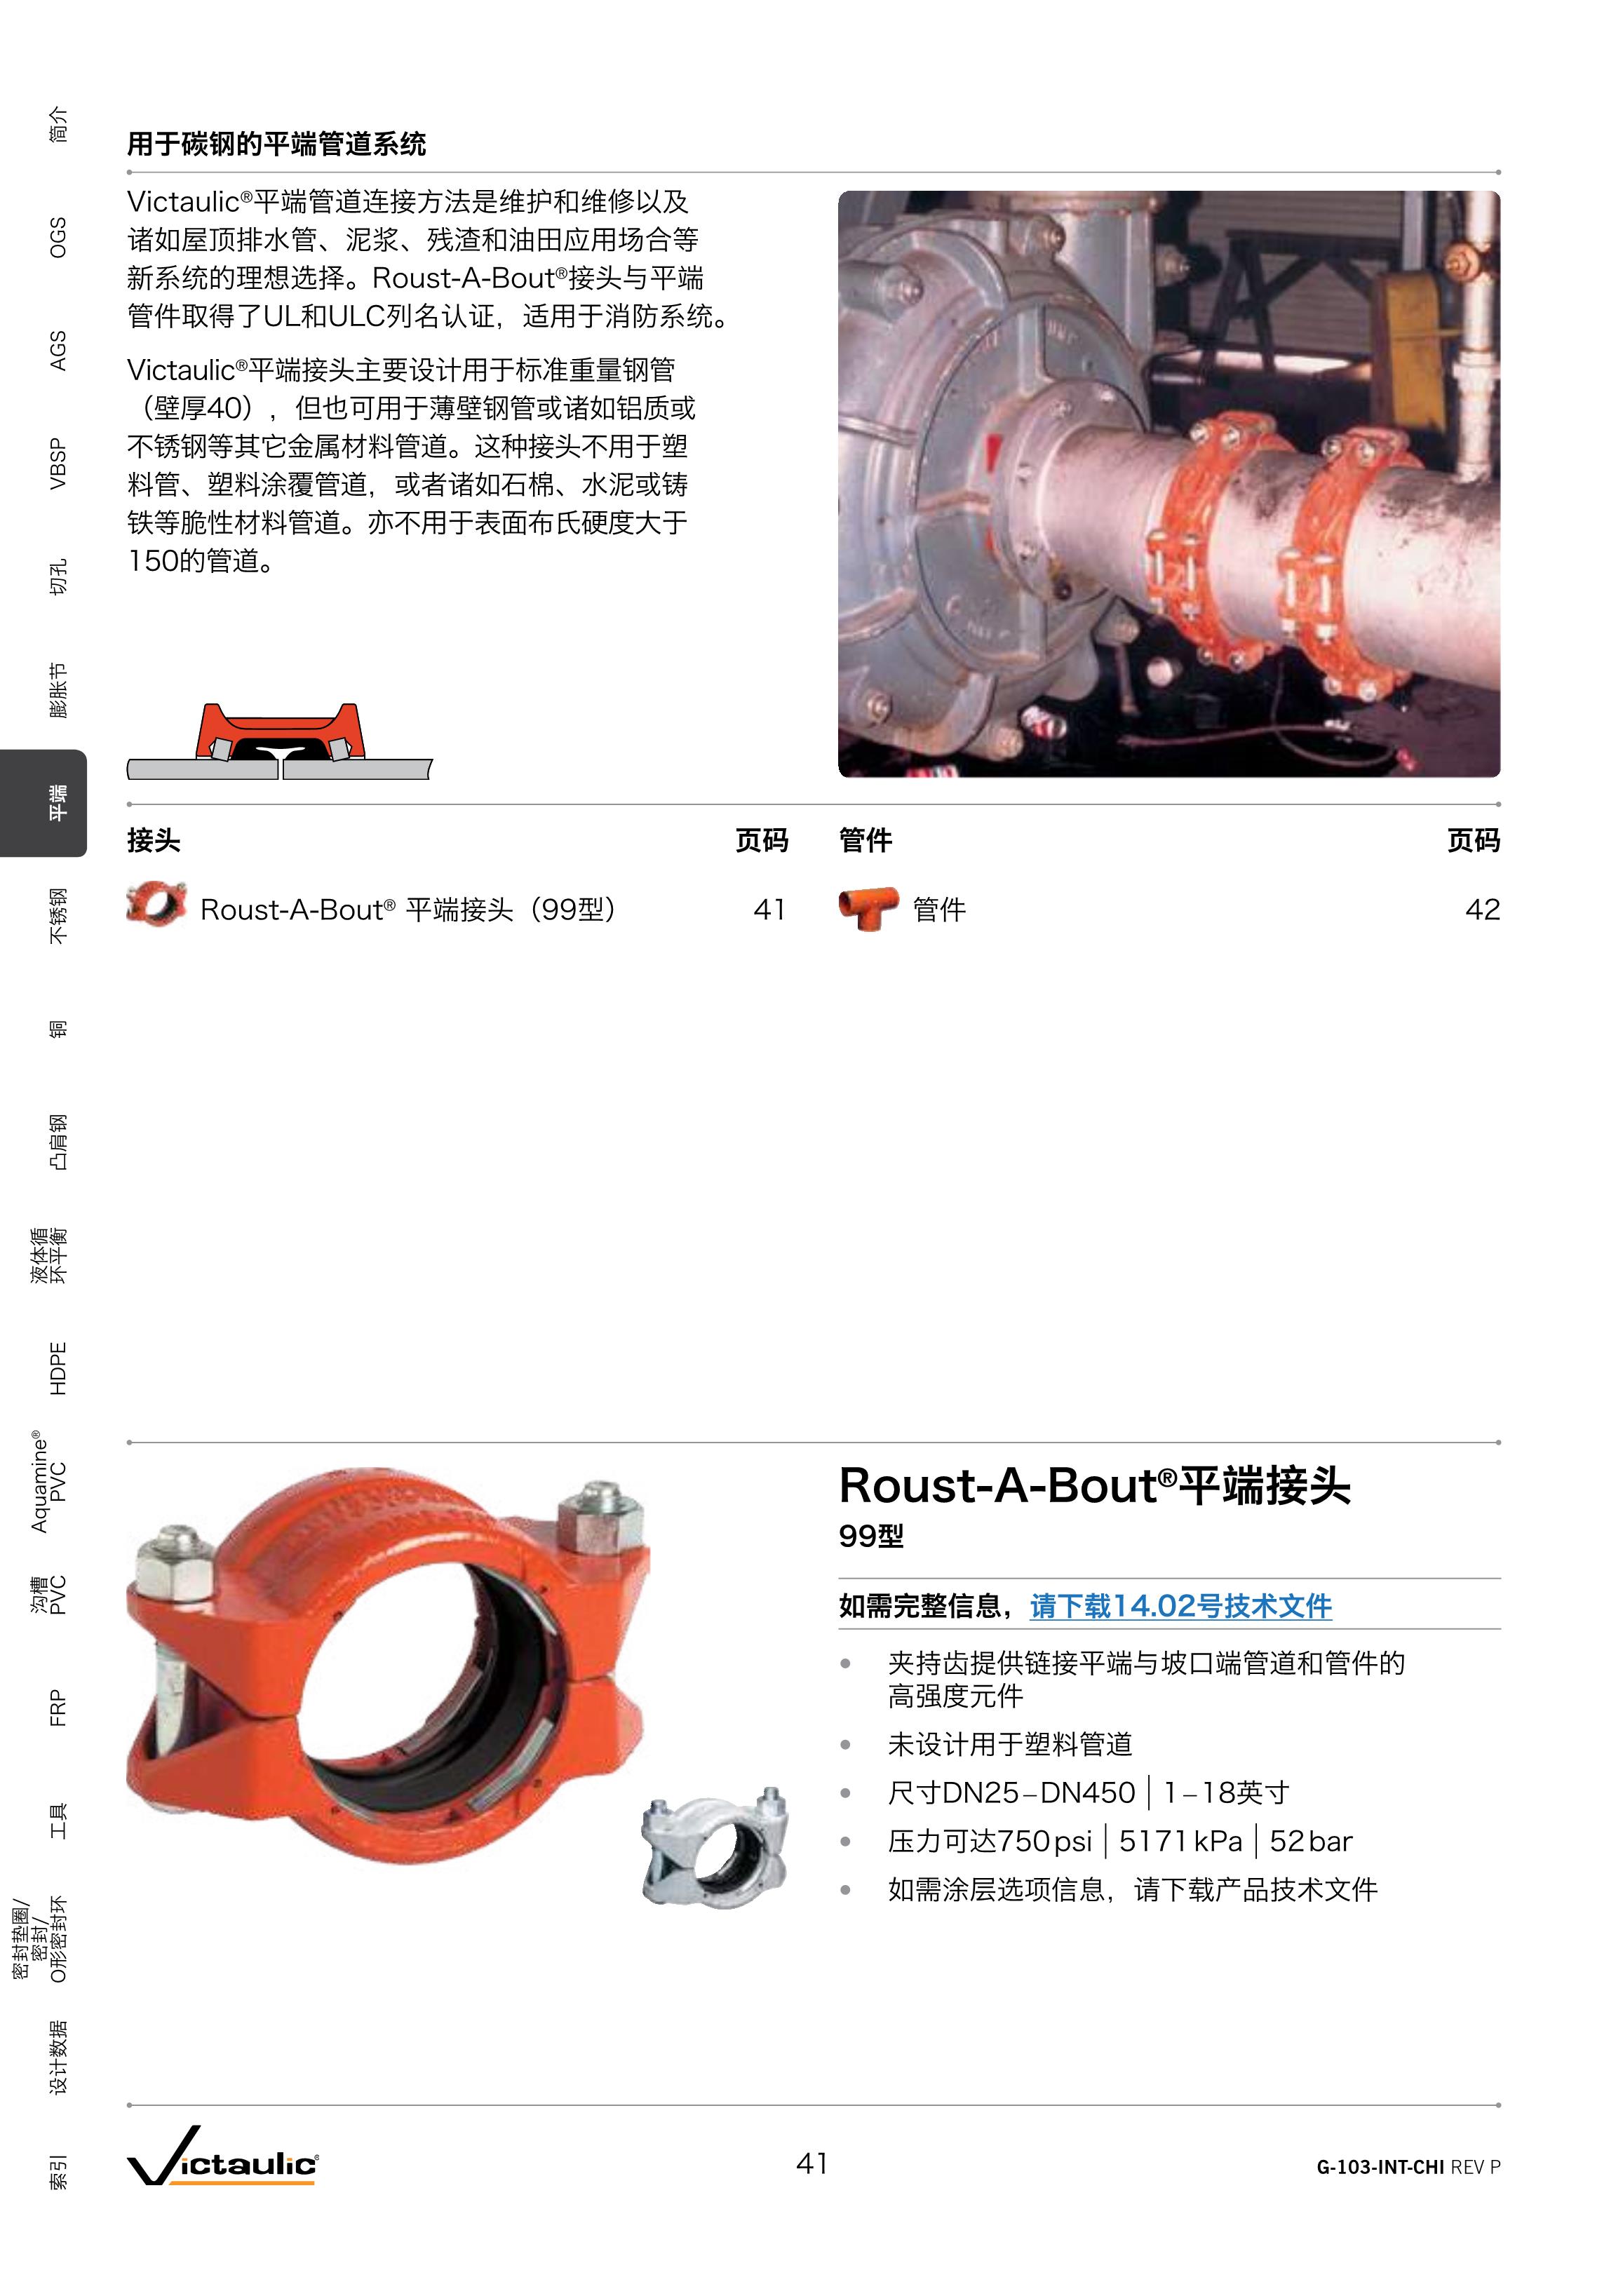 简介
OGS
AGS
VBSP
切孔
膨胀节
平端
不锈钢
铜
凸肩钢
液体循
环平衡
HDPE
Aquamine®
PVC
沟槽
PVC
FRP
工具
密封垫圈/
密封/
O形密封环
设计数据
索引
用于碳钢的平端管道系统
Victaulic®平端管道连接方法是维护和维修以及
诸如屋顶排水管、泥浆、残渣和油田应用场合等
新系统的理想选择。Roust-A-Bout®接头与平端
管件取得了UL和ULC列名认证，适用于消防系统。
Victaulic®平端接头主要设计用于标准重量钢管
（壁厚40），但也可用于薄壁钢管或诸如铝质或
不锈钢等其它金属材料管道。这种接头不用于塑
料管、塑料涂覆管道，或者诸如石棉、水泥或铸
铁等脆性材料管道。亦不用于表面布氏硬度大于
150的管道。
接头 页码
Roust-A-Bout® 平端接头（99型） 41
管件 页码
管件 42
Roust-A-Bout®平端接头
99型
如需完整信息，请下载14.02号技术文件
• 夹持齿提供链接平端与坡口端管道和管件的
高强度元件
• 未设计用于塑料管道
• 尺寸DN25–DN450 | 1–18英寸
• 压力可达750 psi | 5171 kPa | 52 bar
• 如需涂层选项信息，请下载产品技术文件
Victaulic®
41
G-103-INT-CHI REV P